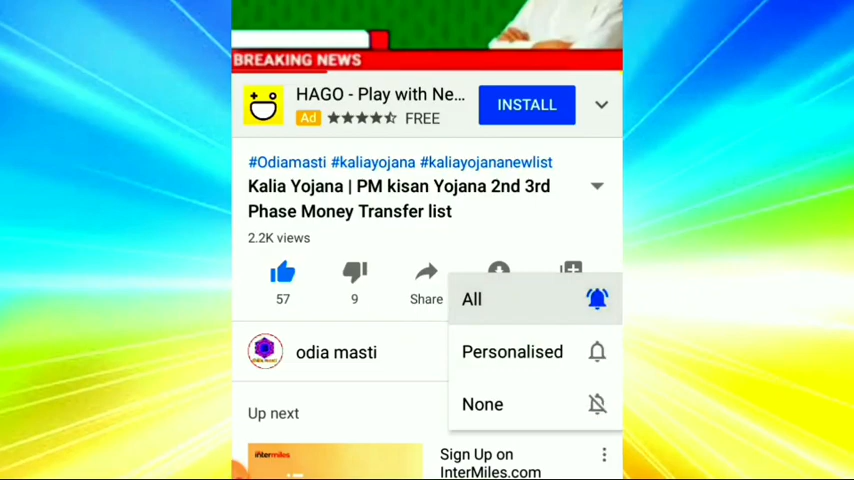 BREAKING NEWS
HAGO - Play with Ne...
Ad FREE
INSTALL
#Odiamasti #kaliayojana #kaliayojananewlist
Kalia Yojana | PM kisan Yojana 2nd 3rd
Phase Money Transfer list
2.2K views
57
9
Share
All
Personalised
None
odia masti
Up next
intermiles
Sign Up on
InterMiles.com